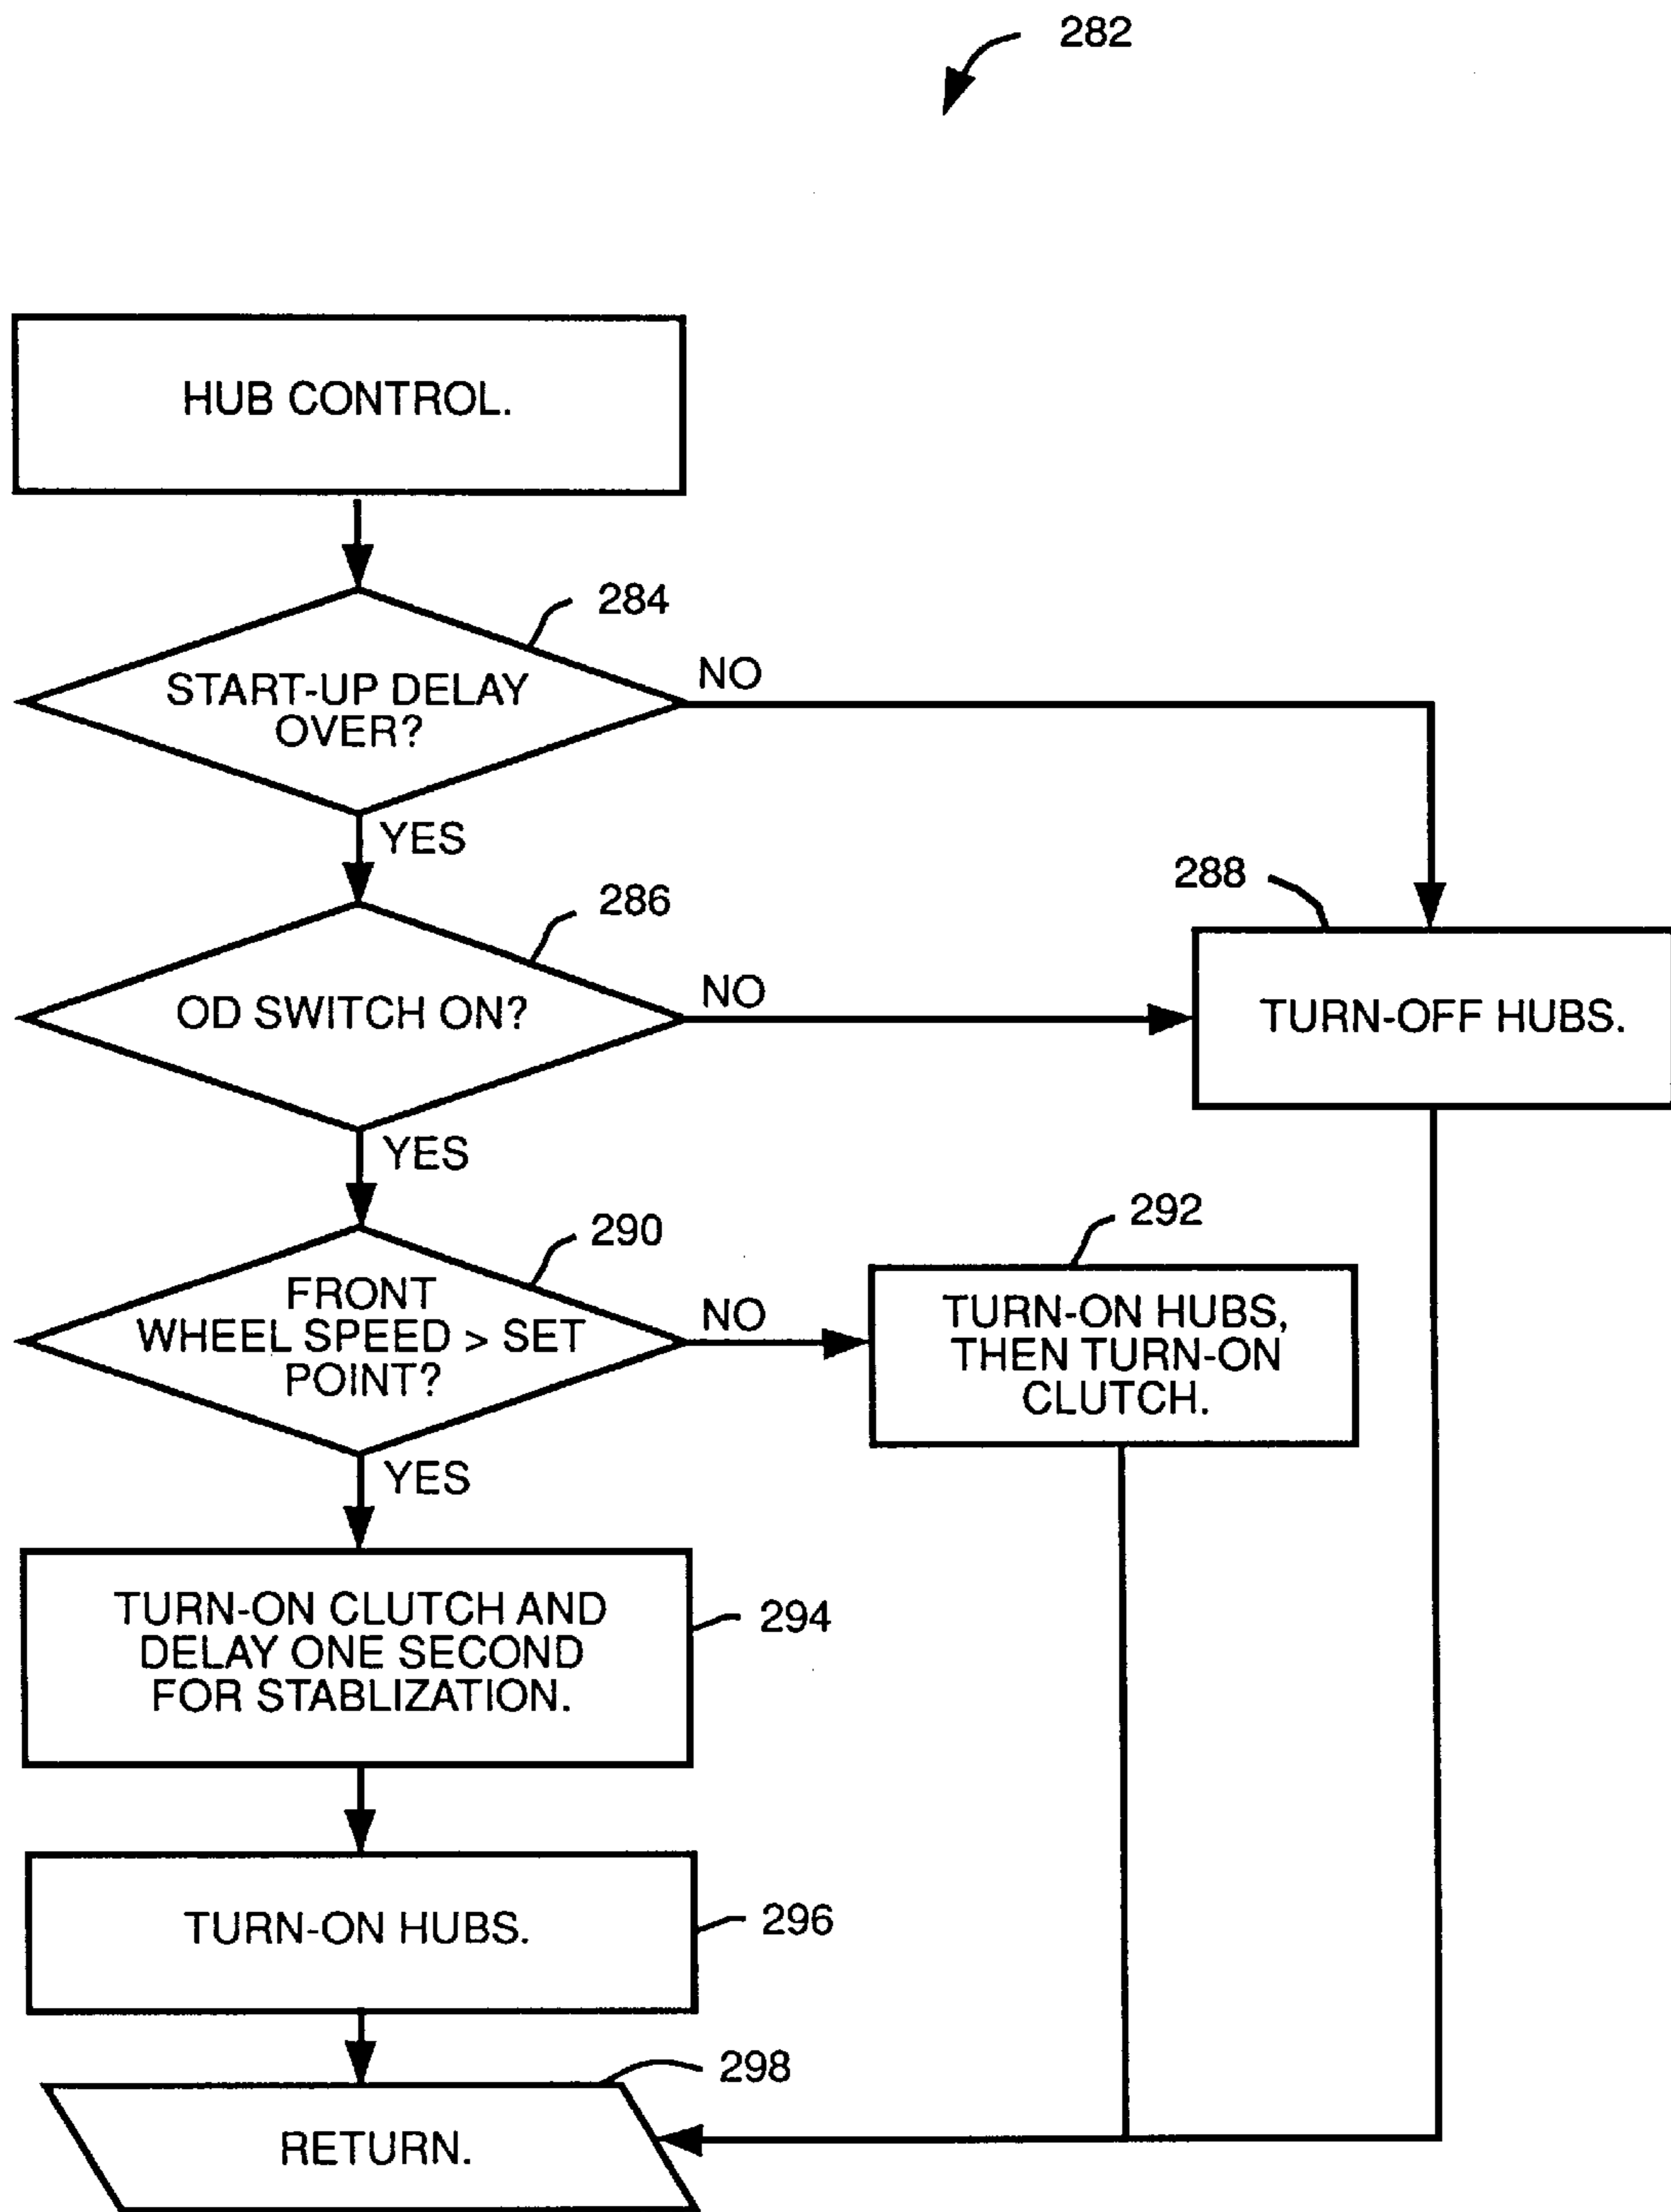 282
HUB CONTROL.
284
START-UP DELAY
OVER?
NO
YES
286
OD SWITCH ON?
NO
288
TURN-OFF HUBS.
YES
290
FRONT
WHEEL SPEED > SET
POINT?
NO
292
TURN-ON HUBS,
THEN TURN-ON
CLUTCH.
YES
TURN-ON CLUTCH AND
DELAY ONE SECOND
FOR STABLIZATION.
294
TURN-ON HUBS.
296
298
RETURN.